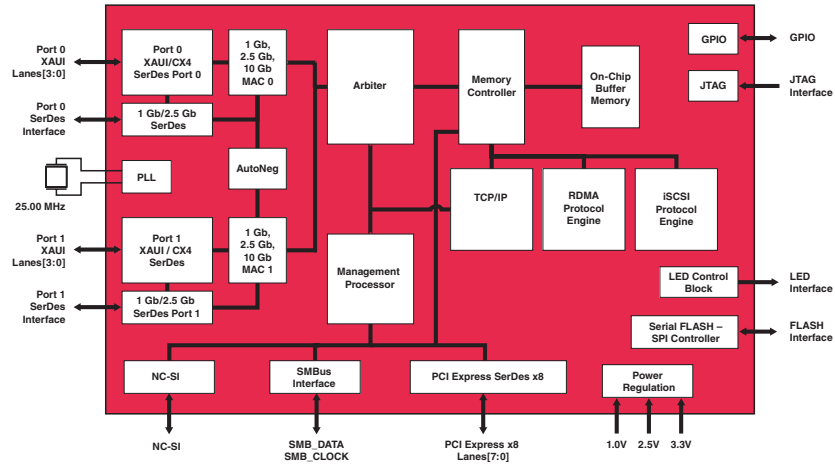 Port 0
XAUI
Lanes[3:0]
Port 0
XAUI/CX4
SerDes Port 0
1 Gb,
2.5 Gb,
10 Gb
MAC 0
Arbiter
Memory
Controller
On-Chip
Buffer
Memory
GPIO
GPIO
JTAG
JTAG
Interface
Port 0
SerDes
Interface
1 Gb/2.5 Gb
SerDes
PLL
25.00 MHz
AutoNeg
TCP/IP
RDMA
Protocol
Engine
iSCSI
Protocol
Engine
Port 1
XAUI
Lanes[3:0]
Port 1
XAUI / CX4
SerDes
1 Gb,
2.5 Gb,
10 Gb
MAC 1
Management
Processor
LED Control
Block
LED
Interface
Port 1
SerDes
Interface
1 Gb/2.5 Gb
SerDes Port 1
Serial FLASH –
SPI Controller
FLASH
Interface
NC-SI
SMBus
Interface
PCI Express SerDes x8
Power
Regulation
NC-SI
SMB_DATA
SMB_CLOCK
PCI Express x8
Lanes[7:0]
1.0V
2.5V
3.3V